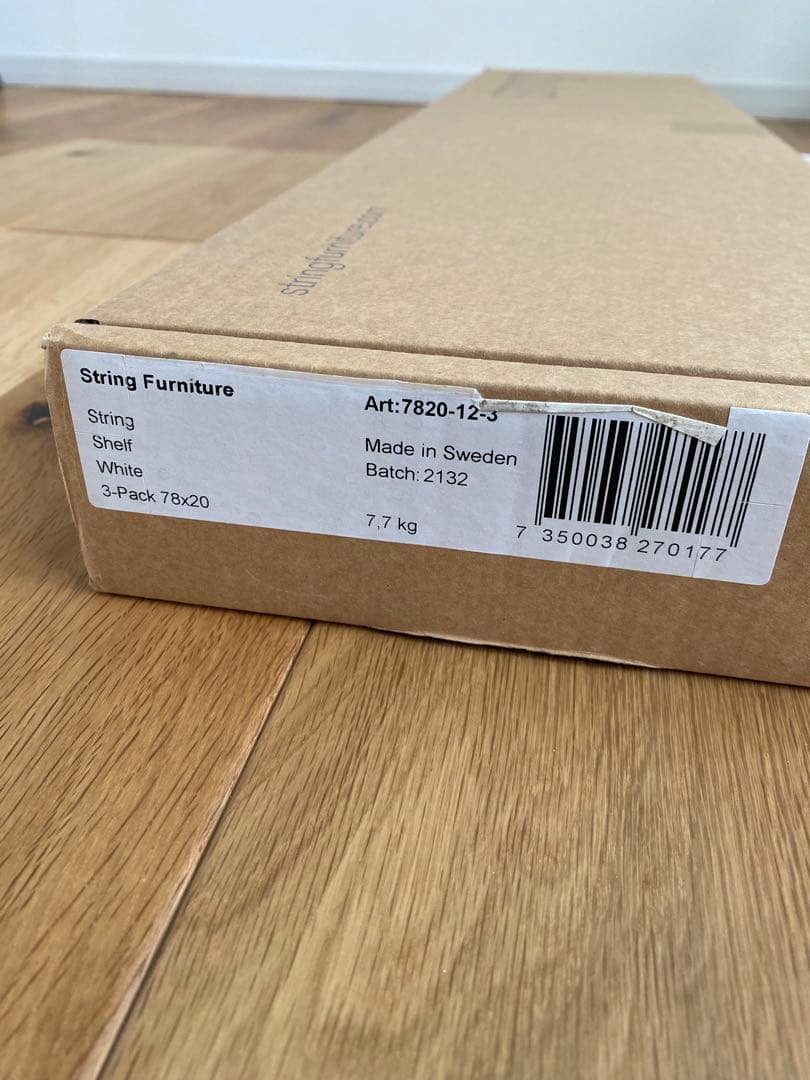 stringfurniture.com
String Furniture
String
Shelf
White
3-Pack 78x20
Art:7820-12-3
Made in Sweden
Batch: 2132
7,7 kg
7 350038 270177